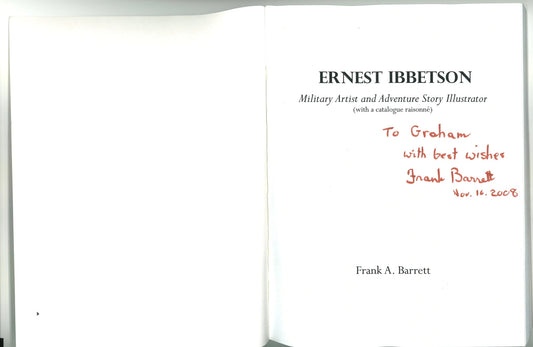 ERNEST IBBETSON
Military Artist and Adventure Story Illustrator
(with a catalogue raisonné)
To Graham
with best wishes
Frank Barrett
Nov. 16. 2008
Frank A. Barrett